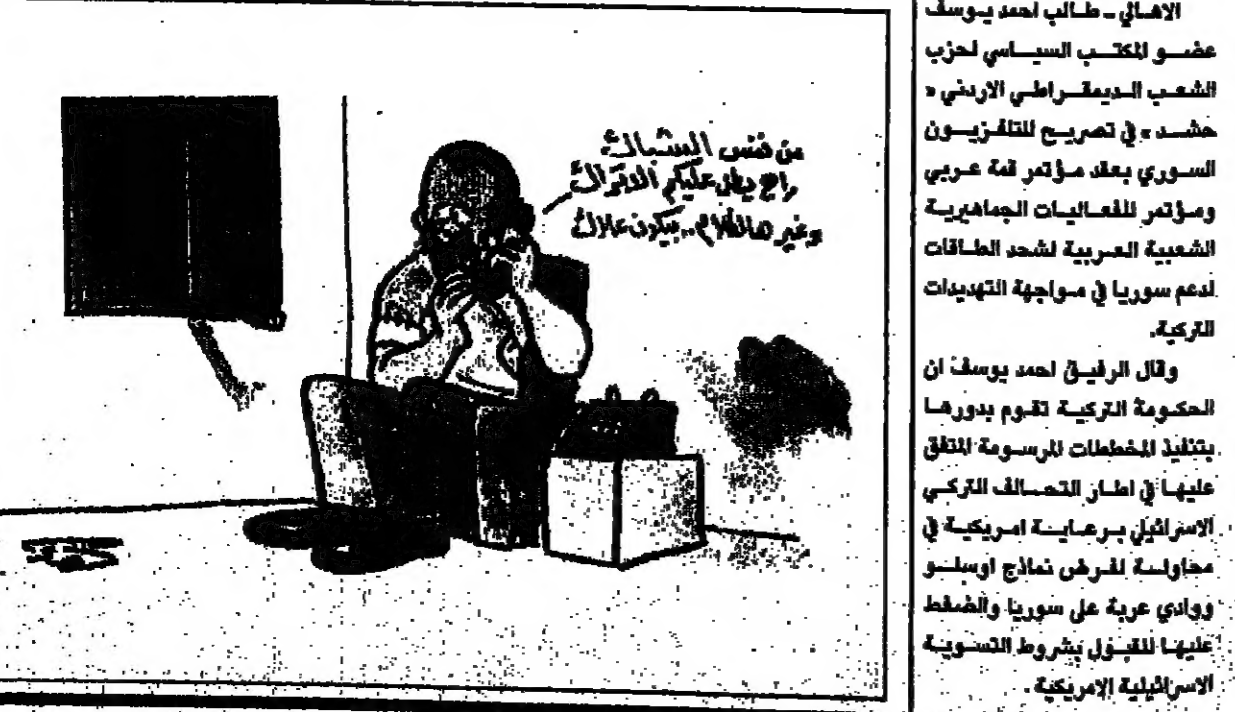 الاهالي - طالب احمد يوسف
عضو المكتب السياسي لحزب
الشعب الديمقراطي الاردني «
حشد » في تصريح للتلفزيون
السوري بعقد مؤتمر قمة عربي
ومؤتمر للفعاليات الجماهيرية
الشعبية العربية لشحد الطاقات
لدعم سوريا في مواجهة التهديدات
التركية.
وقال الرفيق احمد يوسف ان
الحكومة التركية تقوم بدورها
بتنفيذ المخططات المرسومة المتفق
عليها في اطار التحالف التركي
الاسرائيلي برعاية امريكية في
محاولة لفرض نماذج اوسلو
ووادي عربة على سوريا والضغط
عليها للقبول بشروط التسوية
الاسرائيلية الامريكية .
من الشباك
راح يطل عليكم الاتراك
وغير هالكلام .. بيكون علاك